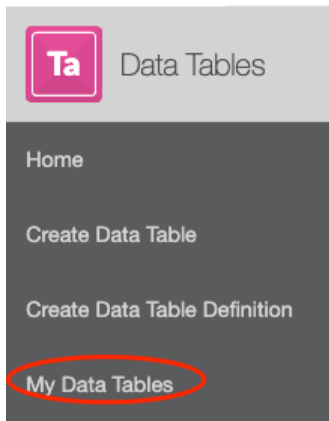 Ta
Data Tables
Home
Create Data Table
Create Data Table Definition
My Data Tables